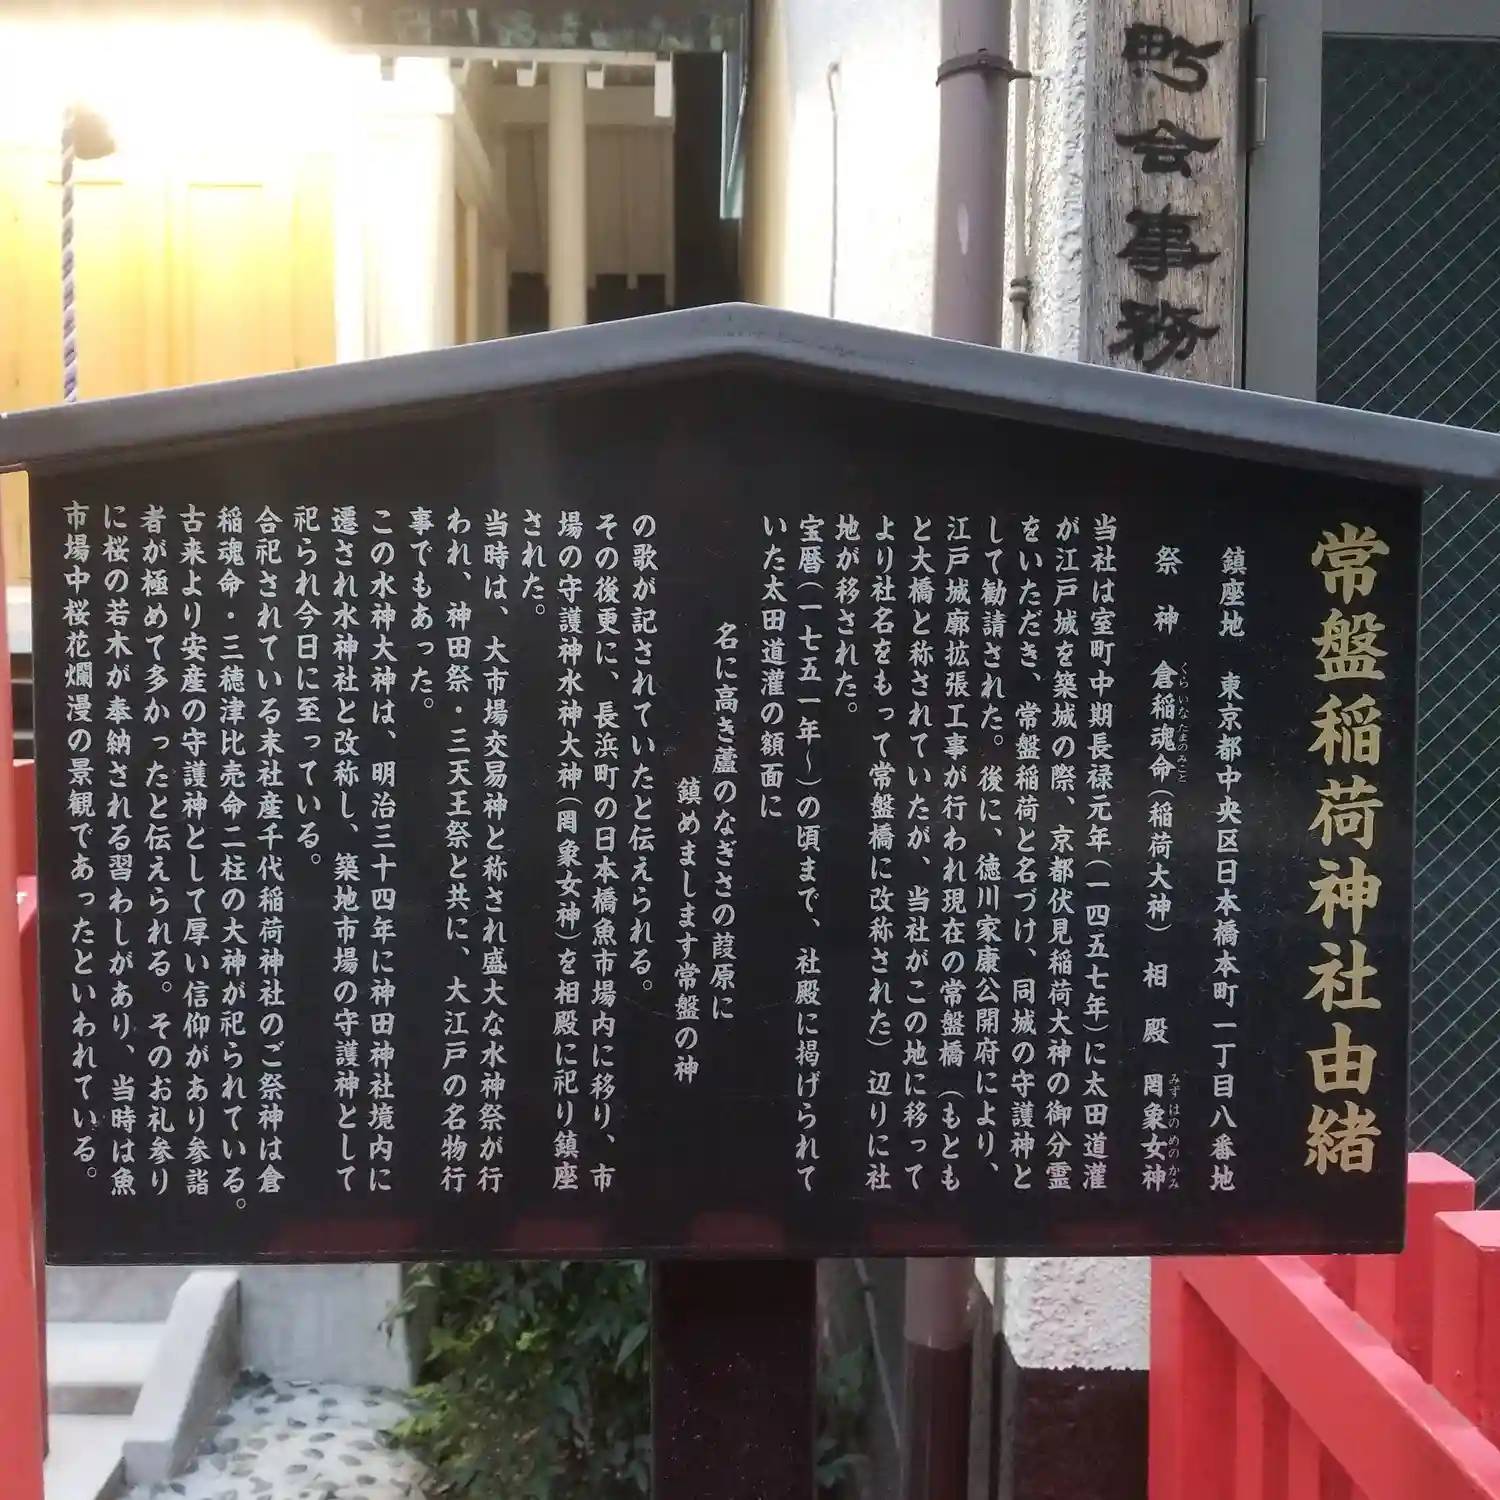 町会事務
常盤稲荷神社由緒
鎮座地 東京都中央区日本橋本町一丁目八番地
祭 神 倉稲魂命(稲荷大神) 相 殿 罔象女神
くらいなたまのみこと
みずはのめのかみ
当社は室町中期長禄元年(一四五七年)に太田道灌
が江戸城を築城の際、京都伏見稲荷大神の御分霊
をいただき、常盤稲荷と名づけ、同城の守護神と
して勧請された。後に、徳川家康公開府により、
江戸城廓拡張工事が行われ現在の常盤橋(もとも
と大橋と称されていたが、当社がこの地に移って
より社名をもって常盤橋に改称された)辺りに社
地が移された。
宝暦(一七五一年~)の頃まで、社殿に掲げられて
いた太田道灌の額面に
名に高き蘆のなぎさの葭原に
鎮めまします常盤の神
の歌が記されていたと伝えられる。
その後更に、長浜町の日本橋魚市場内に移り、市
場の守護神水神大神(罔象女神)を相殿に祀り鎮座
された。
当時は、大市場交易神と称され盛大な水神祭が行
われ、神田祭・三天王祭と共に、大江戸の名物行
事でもあった。
この水神大神は、明治三十四年に神田神社境内に
遷され水神社と改称し、築地市場の守護神として
祀られ今日に至っている。
合祀されている末社産千代稲荷神社のご祭神は倉
稲魂命・三穂津比売命二柱の大神が祀られている。
古来より安産の守護神として厚い信仰があり参詣
者が極めて多かったと伝えられる。そのお礼参り
に桜の若木が奉納される習わしがあり、当時は魚
市場中桜花爛漫の景観であったといわれている。